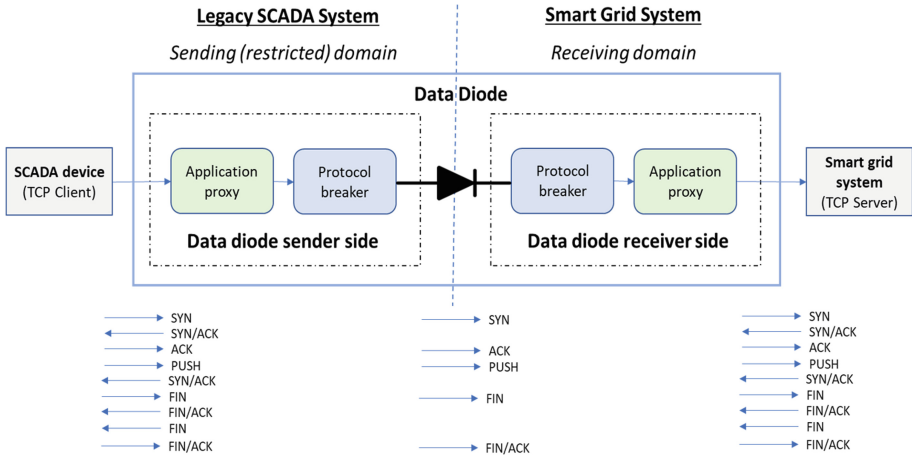 Legacy SCADA System
Smart Grid System
Sending (restricted) domain
Receiving domain
Data Diode
SCADA device
(TCP Client)
Application
proxy
Protocol
breaker
Protocol
breaker
Application
proxy
Smart grid
system
(TCP Server)
Data diode sender side
Data diode receiver side
SYN
SYN/ACK
ACK
PUSH
SYN/ACK
FIN
FIN/ACK
FIN
FIN/ACK
SYN
ACK
PUSH
FIN
FIN/ACK
SYN
SYN/ACK
ACK
PUSH
SYN/ACK
FIN
FIN/ACK
FIN
FIN/ACK